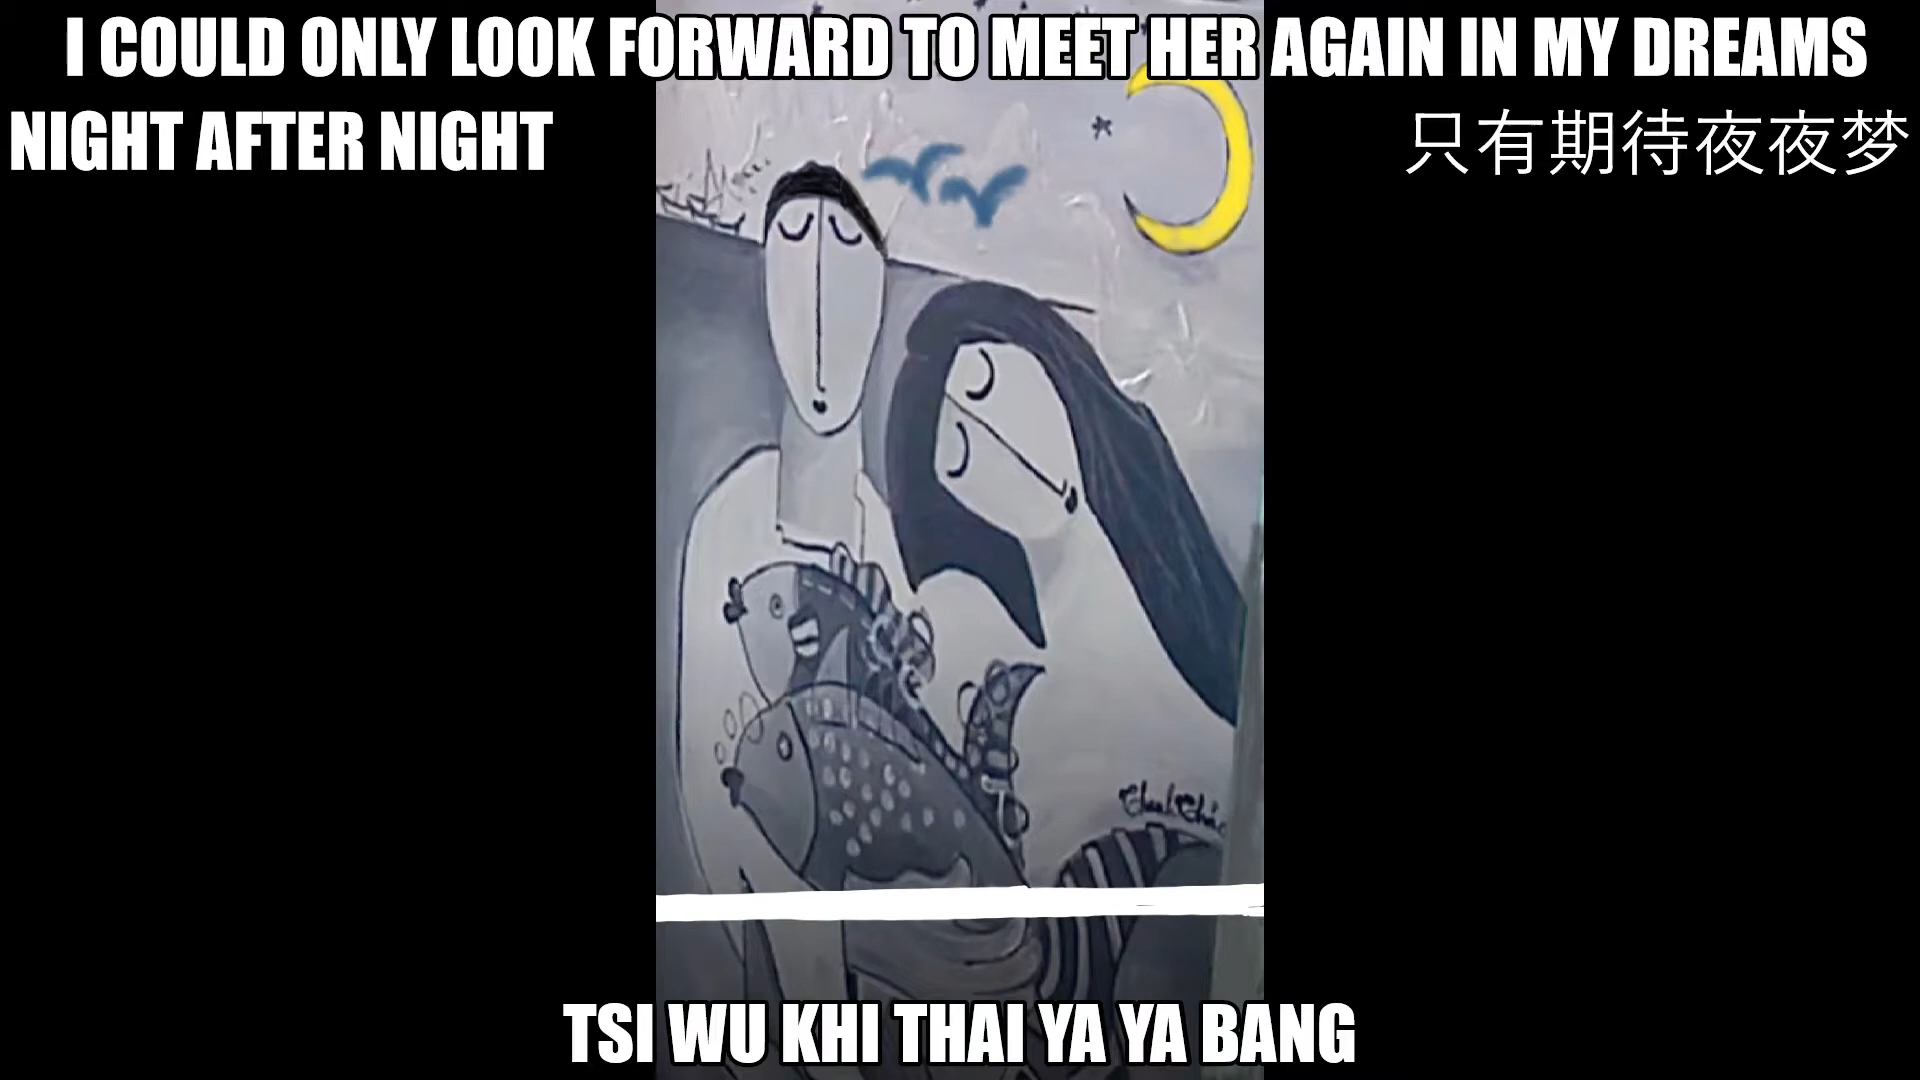 I COULD ONLY LOOK FORWARD TO MEET HER AGAIN IN MY DREAMS
NIGHT AFTER NIGHT
只有期待夜夜梦
TSI WU KHI THAI YA YA BANG